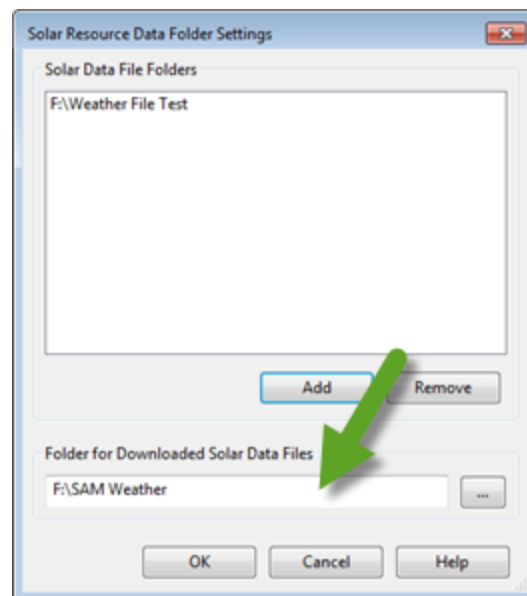 Solar Resource Data Folder Settings
Solar Data File Folders
F:\Weather File Test
Add Remove
Folder for Downloaded Solar Data Files
F:\SAM Weather ...
OK Cancel Help